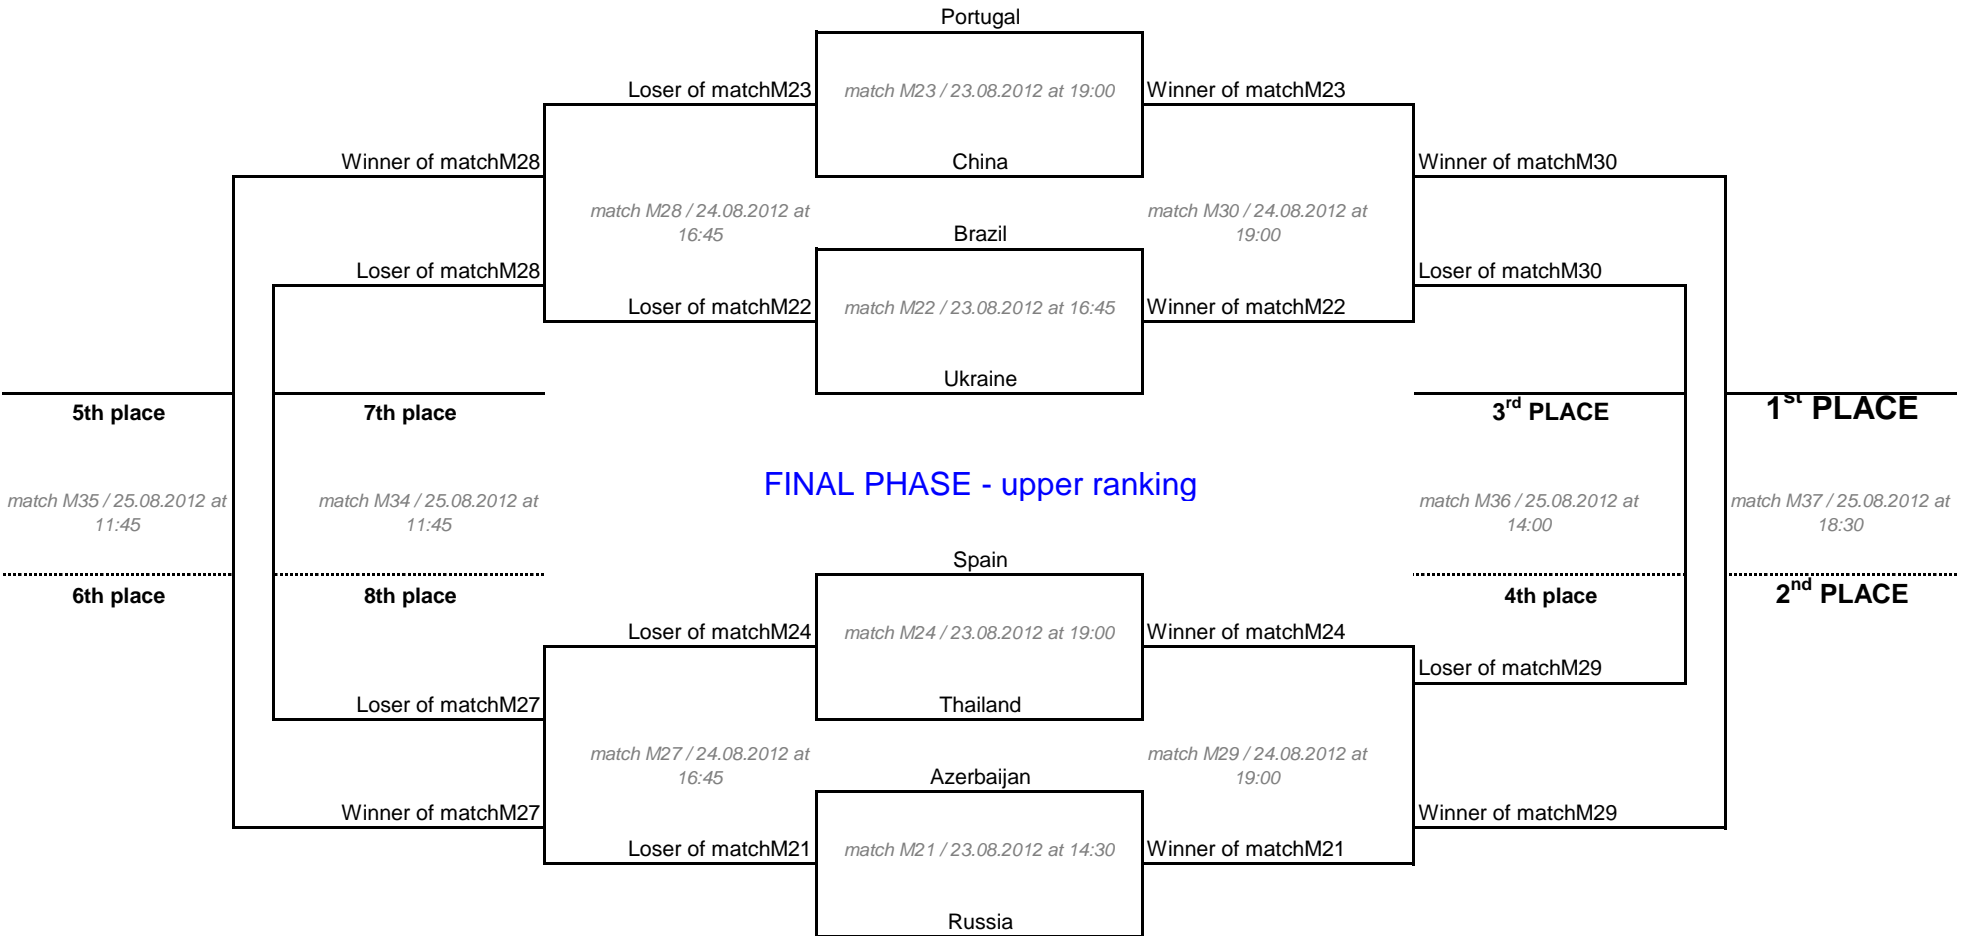 Portugal
Loser of matchM23
match M23 / 23.08.2012 at 19:00
Winner of matchM23
Winner of matchM28
China
Winner of matchM30
match M28 / 24.08.2012 at
16:45
match M30 / 24.08.2012 at
19:00
Brazil
Loser of matchM28
Loser of matchM30
Loser of matchM22
match M22 / 23.08.2012 at 16:45
Winner of matchM22
Ukraine
5th place
7th place
3rd PLACE
1st PLACE
FINAL PHASE - upper ranking
match M35 / 25.08.2012 at
11:45
match M34 / 25.08.2012 at
11:45
match M36 / 25.08.2012 at
14:00
match M37 / 25.08.2012 at
18:30
Spain
6th place
8th place
4th place
2nd PLACE
Loser of matchM24
match M24 / 23.08.2012 at 19:00
Winner of matchM24
Loser of matchM29
Loser of matchM27
Thailand
match M27 / 24.08.2012 at
16:45
match M29 / 24.08.2012 at
19:00
Azerbaijan
Winner of matchM27
Winner of matchM29
Loser of matchM21
match M21 / 23.08.2012 at 14:30
Winner of matchM21
Russia